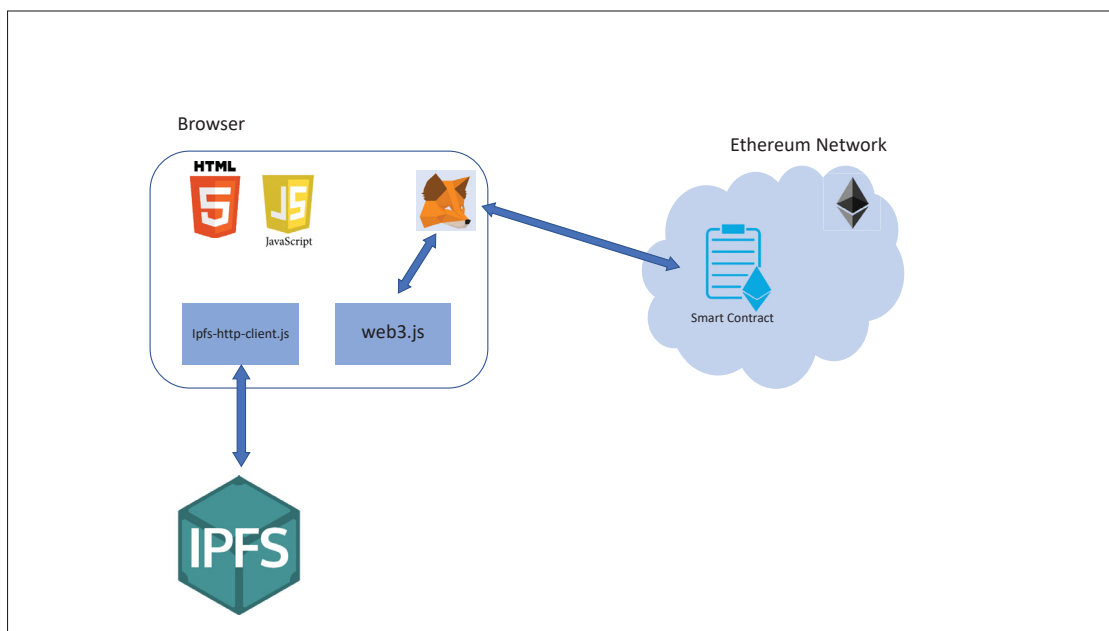 Browser
Ethereum Network
HTML
5
JS
JavaScript
Smart Contract
Ipfs-http-client.js
web3.js
IPFS